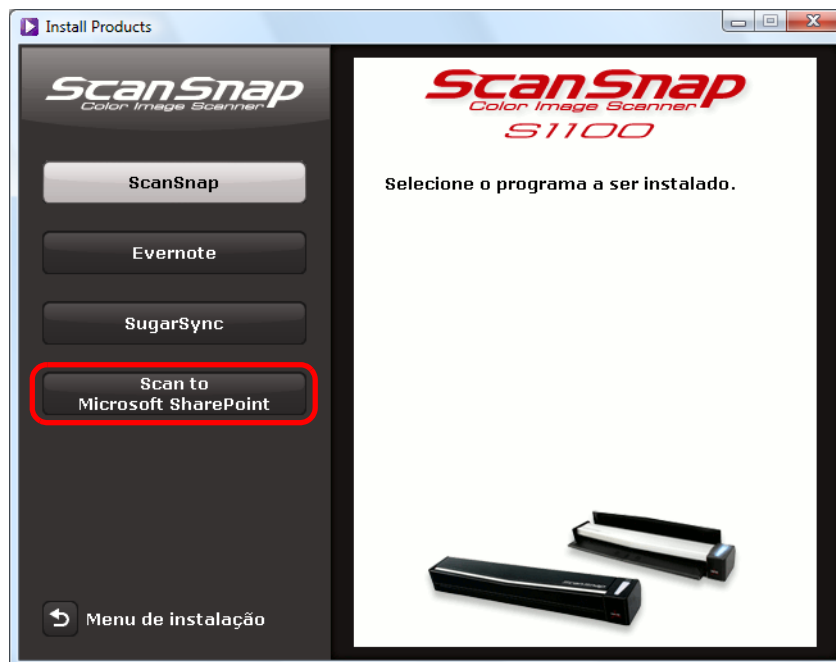 Install Products
ScanSnap
Color Image Scanner
ScanSnap
Evernote
SugarSync
Scan to
Microsoft SharePoint
Menu de instalação
ScanSnap
Color Image Scanner
S1100
Selecione o programa a ser instalado.
ScanSnap